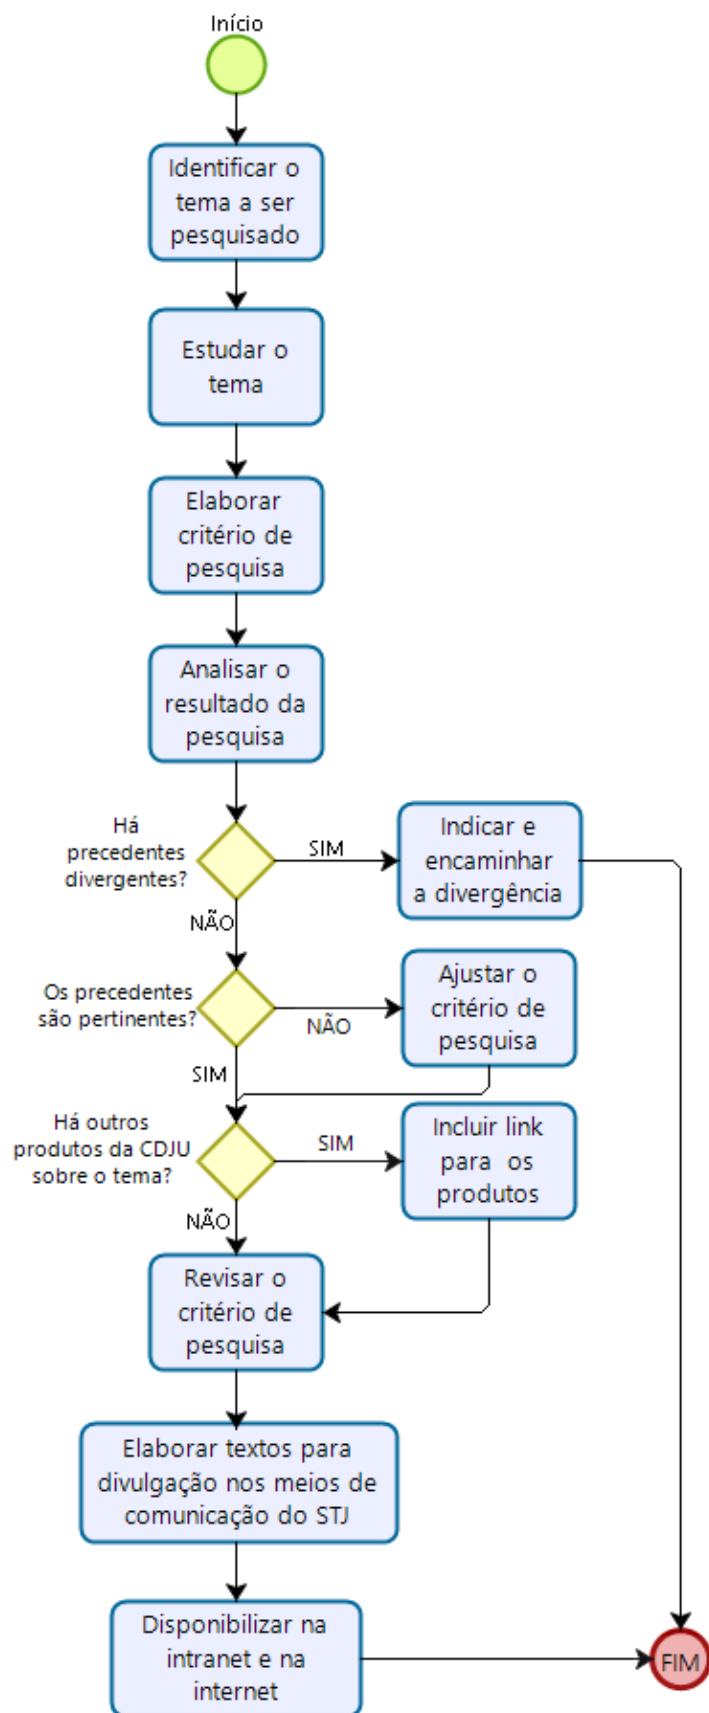 Início
Identificar o
tema a ser
pesquisado
Estudar o
tema
Elaborar
critério de
pesquisa
Analisar o
resultado da
pesquisa
Há
precedentes
divergentes?
SIM
Indicar e
encaminhar
a divergência
NÃO
Os precedentes
são pertinentes?
NÃO
Ajustar o
critério de
pesquisa
SIM
Há outros
produtos da CDJU
sobre o tema?
SIM
Incluir link
para os
produtos
NÃO
Revisar o
critério de
pesquisa
Elaborar textos para
divulgação nos meios de
comunicação do STJ
Disponibilizar na
intranet e na
internet
FIM